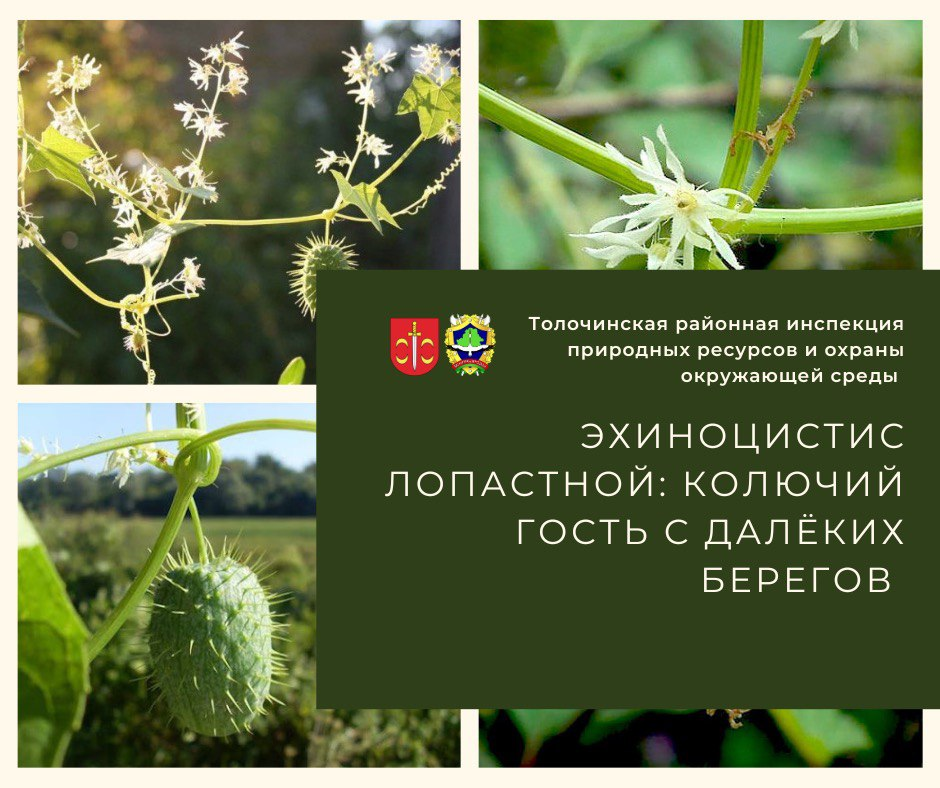 Толочинская районная инспекция
природных ресурсов и охраны
окружающей среды
ЭХИНОЦИСТИС
ЛОПАСТНОЙ: КОЛЮЧИЙ
ГОСТЬ С ДАЛЁКИХ
БЕРЕГОВ